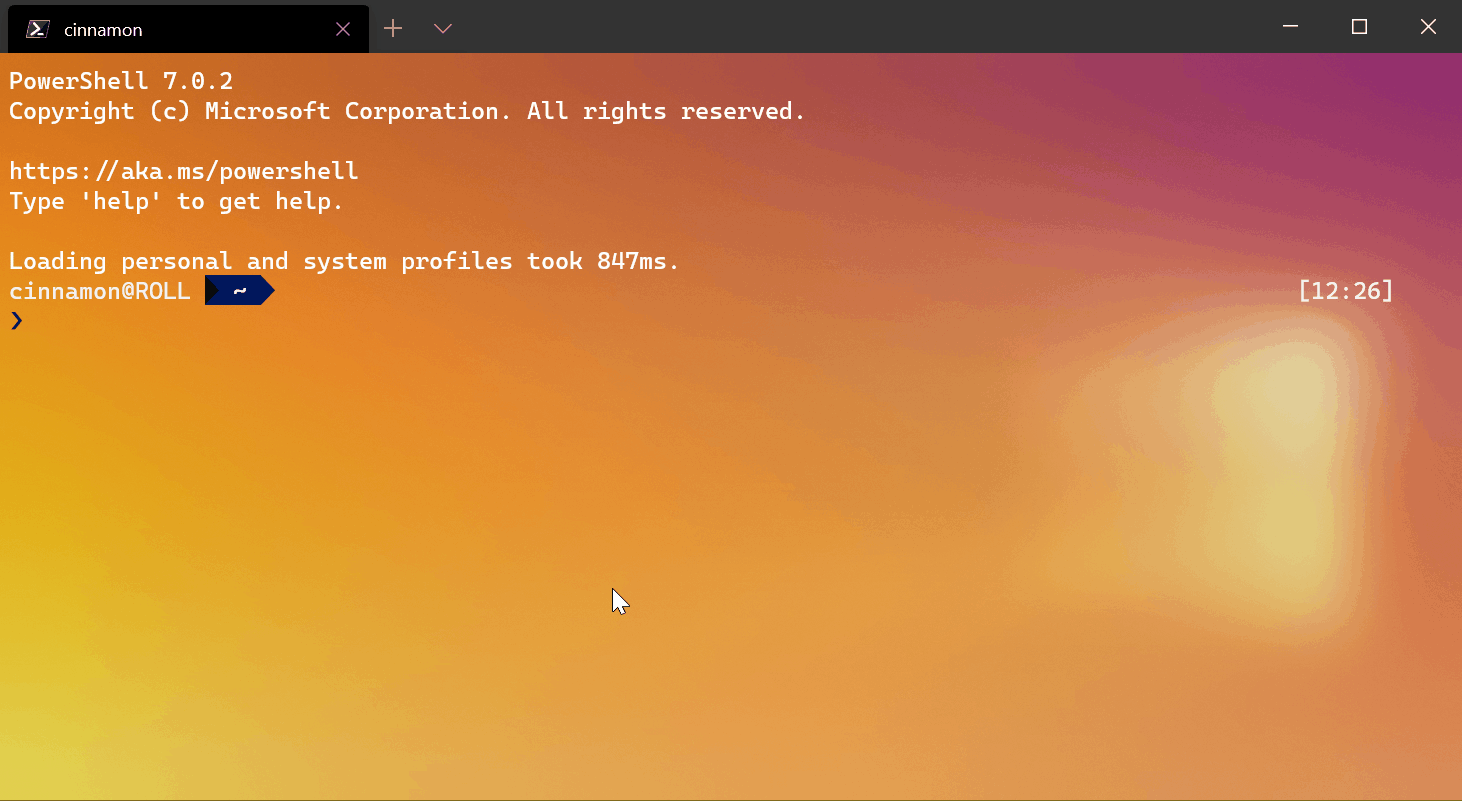 cinnamon
PowerShell 7.0.2
Copyright (c) Microsoft Corporation. All rights reserved.
https://aka.ms/powershell
Type 'help' to get help.
Loading personal and system profiles took 847ms.
cinnamon@ROLL ~ [12:26]
❯